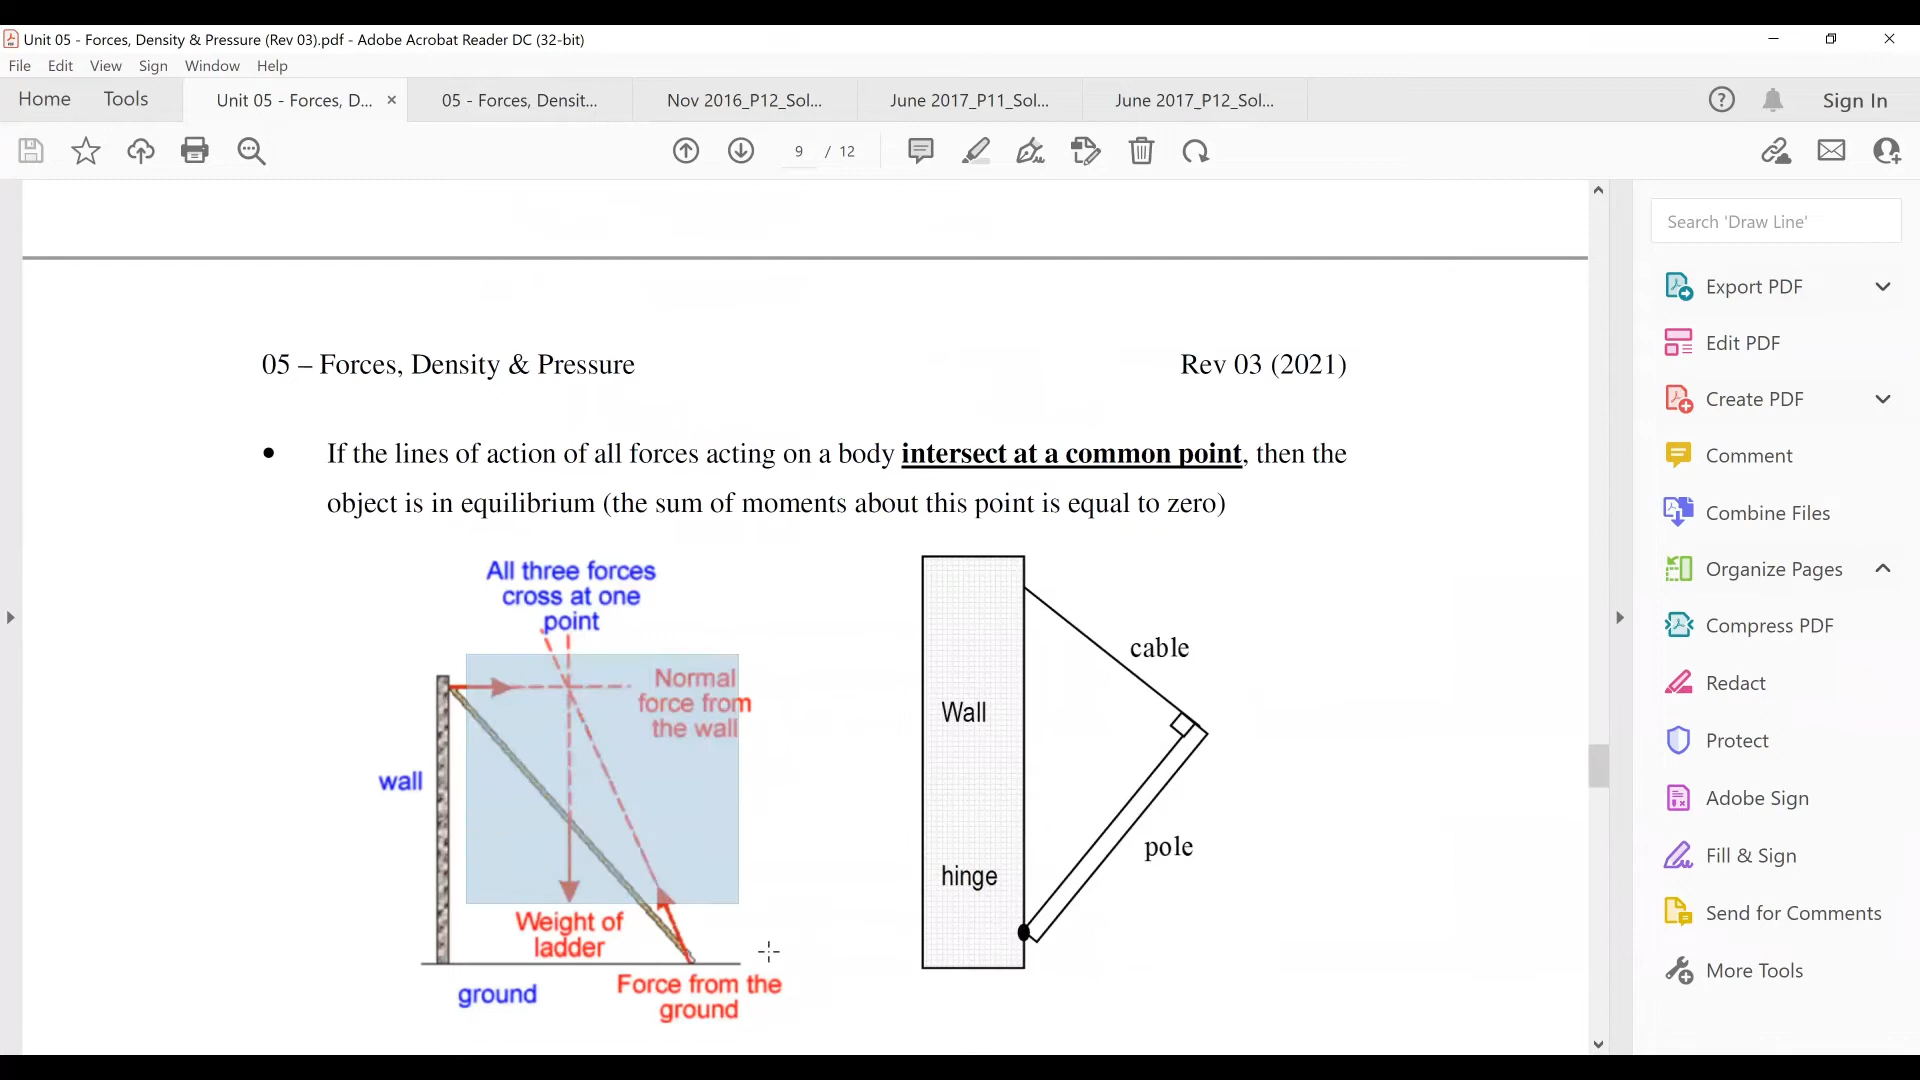 Unit 05 - Forces, Density & Pressure (Rev 03).pdf - Adobe Acrobat Reader DC (32-bit)
File Edit View Sign Window Help
Home Tools Unit 05 - Forces, D... × 05 - Forces, Densit... Nov 2016_P12_Sol... June 2017_P11_Sol... June 2017_P12_Sol... Sign In
9 / 12
Search 'Draw Line'
Export PDF
Edit PDF
Create PDF
Comment
Combine Files
Organize Pages
Compress PDF
Redact
Protect
Adobe Sign
Fill & Sign
Send for Comments
More Tools
05 – Forces, Density & Pressure Rev 03 (2021)
• If the lines of action of all forces acting on a body intersect at a common point, then the
object is in equilibrium (the sum of moments about this point is equal to zero)
All three forces
cross at one
point
Normal
force from
the wall
wall
Weight of
ladder
Force from the
ground
ground
cable
Wall
pole
hinge